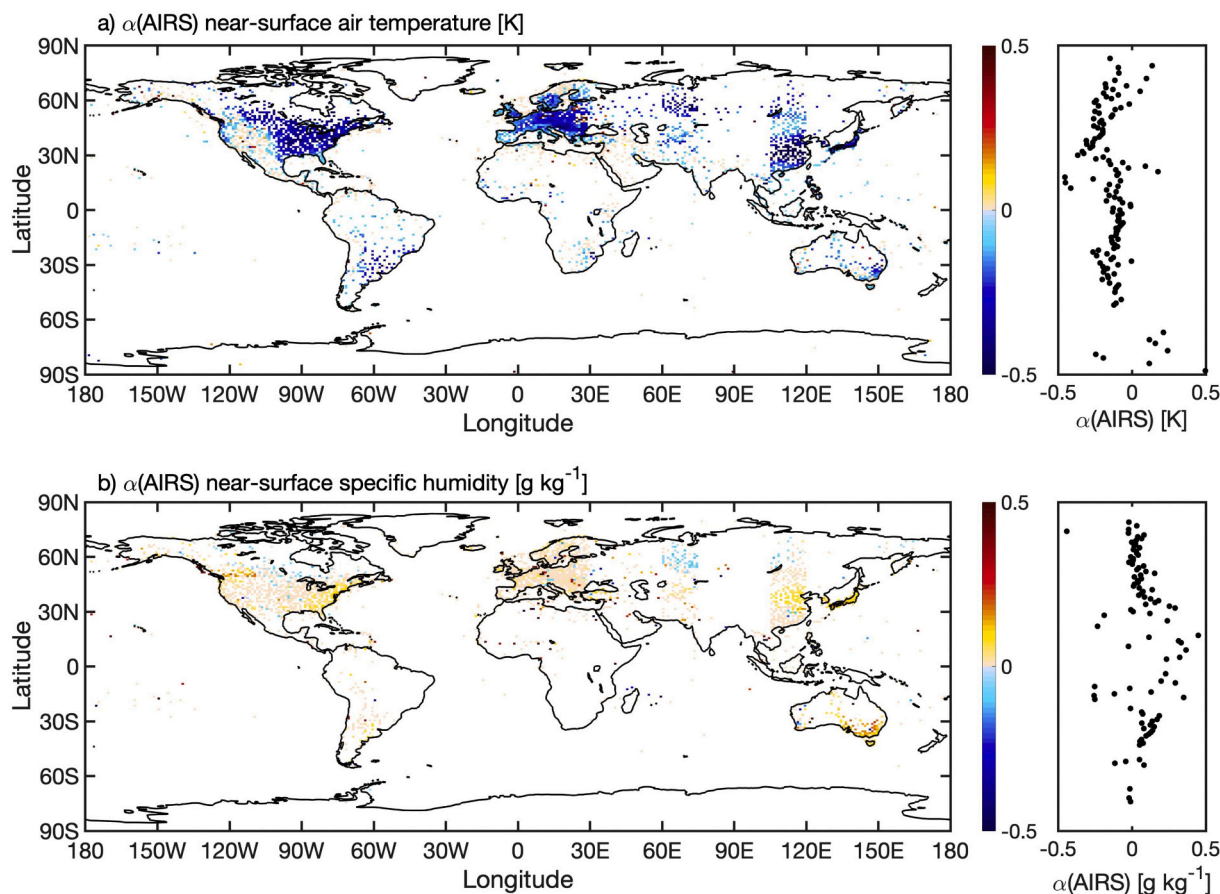 a) α(AIRS) near-surface air temperature [K]
90N
60N
30N
0
30S
60S
90S
Latitude
180 150W 120W 90W 60W 30W 0 30E 60E 90E 120E 150E 180
Longitude
0.5
0
-0.5
-0.5 0 0.5
α(AIRS) [K]
b) α(AIRS) near-surface specific humidity [g kg⁻¹]
90N
60N
30N
0
30S
60S
90S
Latitude
180 150W 120W 90W 60W 30W 0 30E 60E 90E 120E 150E 180
Longitude
0.5
0
-0.5
-0.5 0 0.5
α(AIRS) [g kg⁻¹]